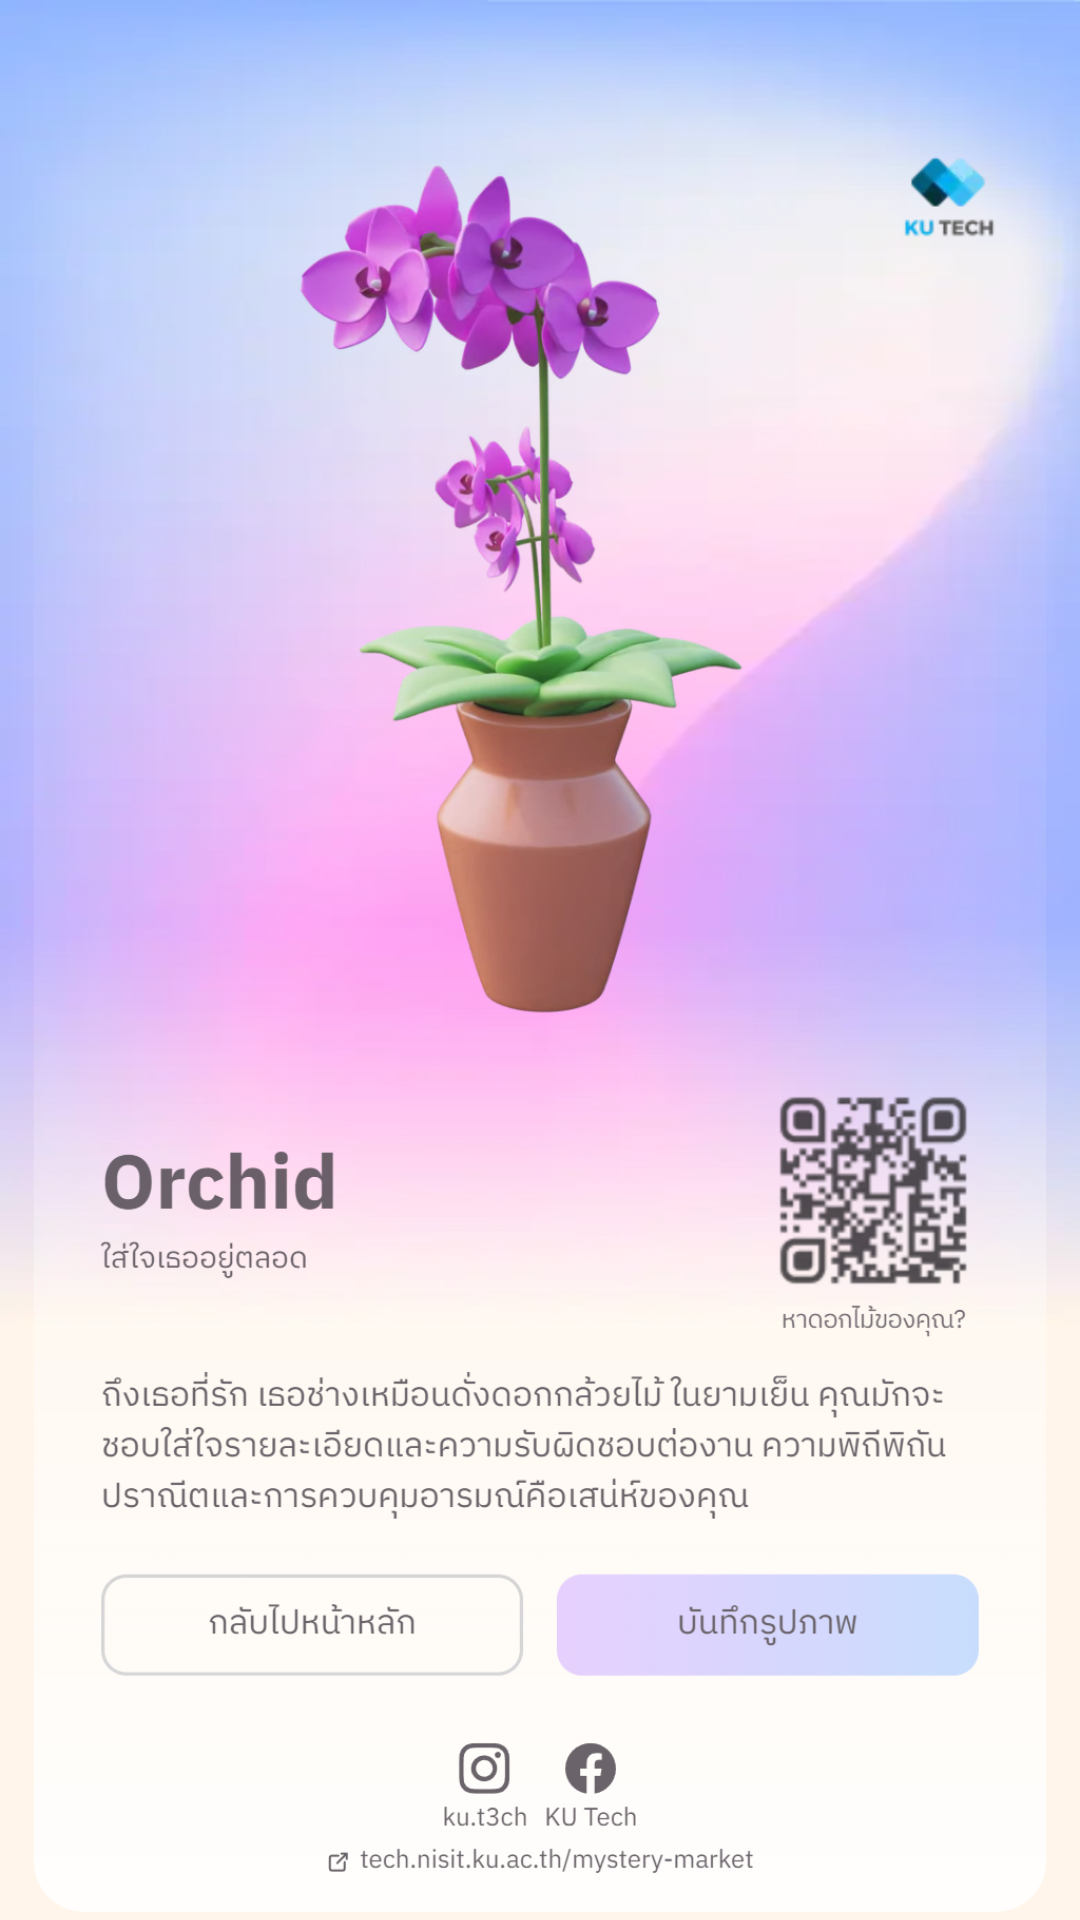 KU TECH
Orchid
ใส่ใจเธออยู่ตลอด
หาดอกไม้ของคุณ?
ถึงเธอที่รัก เธอช่างเหมือนดั่งดอกกล้วยไม้ ในยามเย็น คุณมักจะ
ชอบใส่ใจรายละเอียดและความรับผิดชอบต่องาน ความพิถีพิถัน
ปราณีตและการควบคุมอารมณ์คือเสน่ห์ของคุณ
กลับไปหน้าหลัก
บันทึกรูปภาพ
ku.t3ch KU Tech
tech.nisit.ku.ac.th/mystery-market